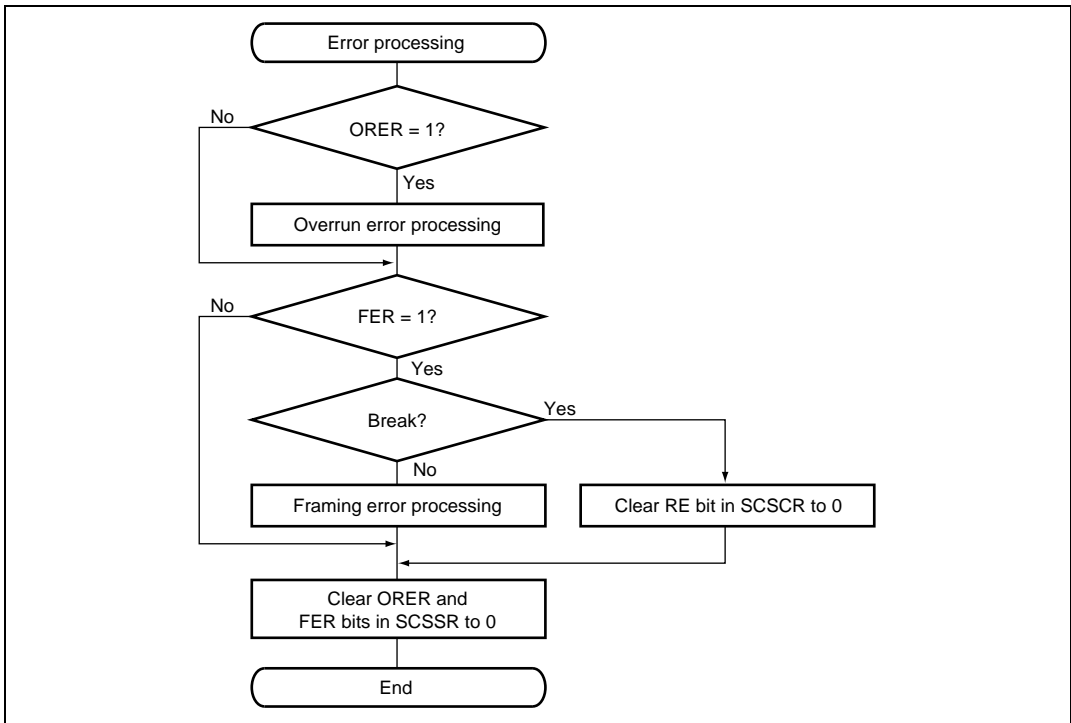 Error processing
No
ORER = 1?
Yes
Overrun error processing
No
FER = 1?
Yes
Break?
Yes
No
Framing error processing
Clear RE bit in SCSCR to 0
Clear ORER and
FER bits in SCSSR to 0
End